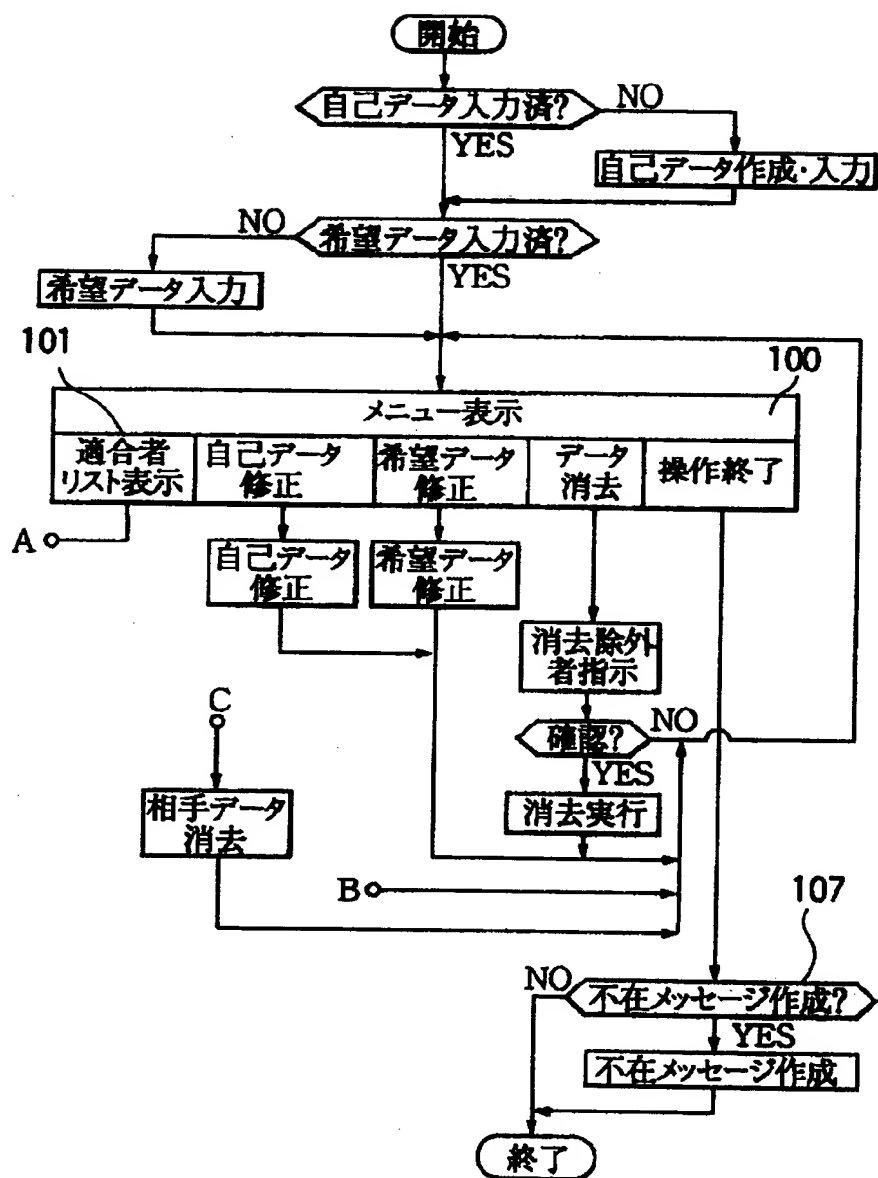 開始
自己データ入力済?
NO
YES
自己データ作成・入力
NO
希望データ入力済?
YES
希望データ入力
101
100
メニュー表示
適合者
リスト表示
自己データ
修正
希望データ
修正
データ
消去
操作終了
A
自己データ
修正
希望データ
修正
消去除外
者指示
C
確認?
NO
YES
相手データ
消去
消去実行
B
107
NO
不在メッセージ作成?
YES
不在メッセージ作成
終了